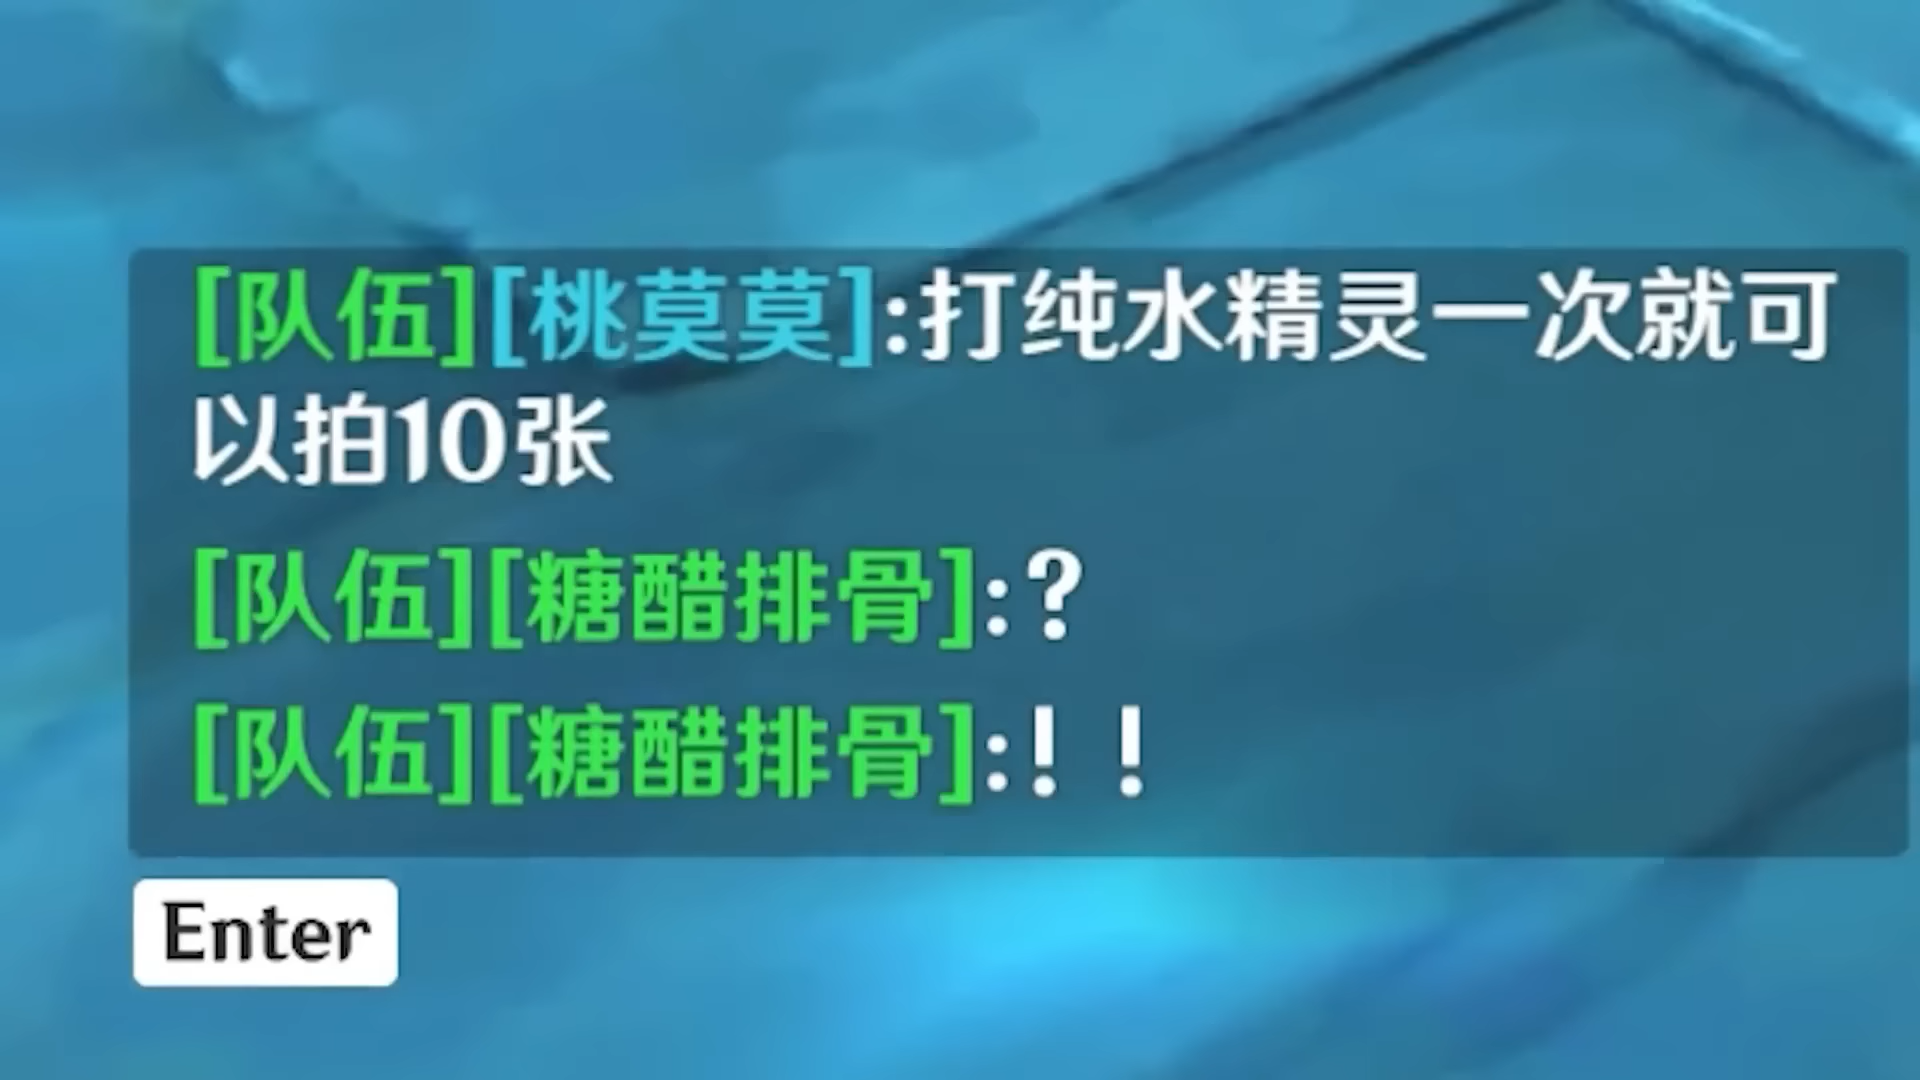 [队伍][桃莫莫]:打纯水精灵一次就可
以拍10张
[队伍][糖醋排骨]:?
[队伍][糖醋排骨]:！！
Enter